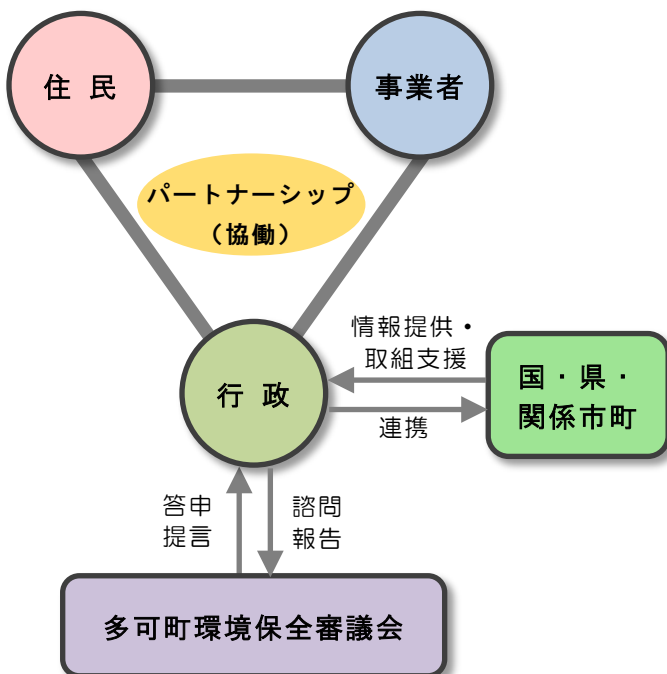 住 民
事業者
パートナーシップ
（協働）
情報提供・
取組支援
行 政
国・県・
関係市町
連携
答申
提言
諮問
報告
多可町環境保全審議会